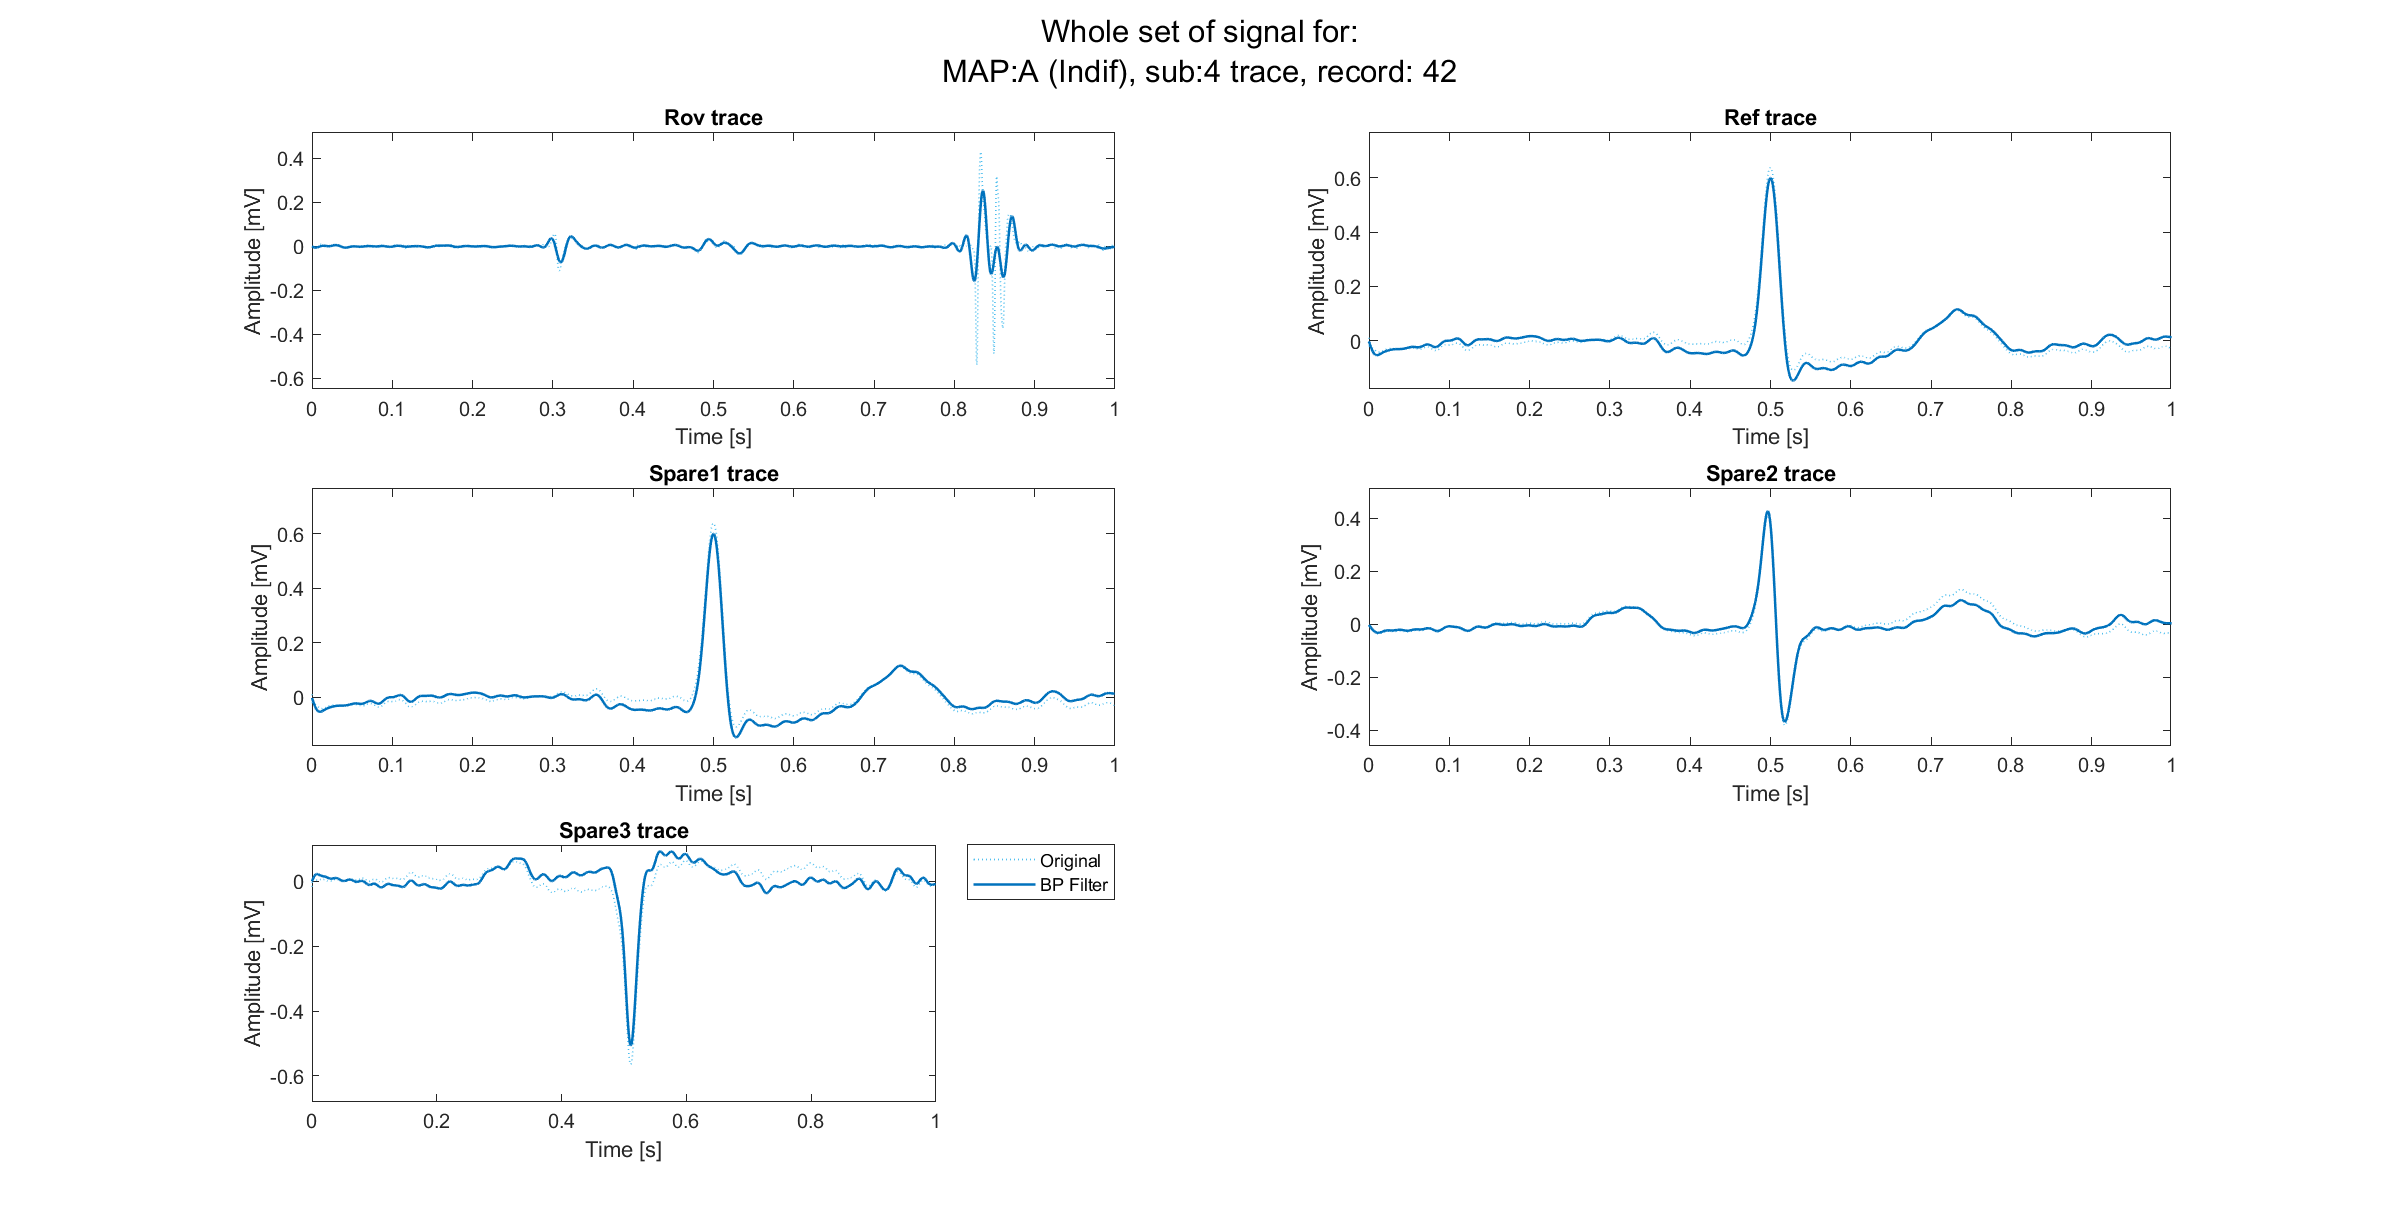 Whole set of signal for:
MAP:A (Indif), sub:4 trace, record: 42
Rov trace
Amplitude [mV]
0.4
0.2
0
-0.2
-0.4
-0.6
0 0.1 0.2 0.3 0.4 0.5 0.6 0.7 0.8 0.9 1
Time [s]
Ref trace
Amplitude [mV]
0.6
0.4
0.2
0
0 0.1 0.2 0.3 0.4 0.5 0.6 0.7 0.8 0.9 1
Time [s]
Spare1 trace
Amplitude [mV]
0.6
0.4
0.2
0
0 0.1 0.2 0.3 0.4 0.5 0.6 0.7 0.8 0.9 1
Time [s]
Spare2 trace
Amplitude [mV]
0.4
0.2
0
-0.2
-0.4
0 0.1 0.2 0.3 0.4 0.5 0.6 0.7 0.8 0.9 1
Time [s]
Spare3 trace
Amplitude [mV]
0
-0.2
-0.4
-0.6
0 0.2 0.4 0.6 0.8 1
Time [s]
Original
BP Filter